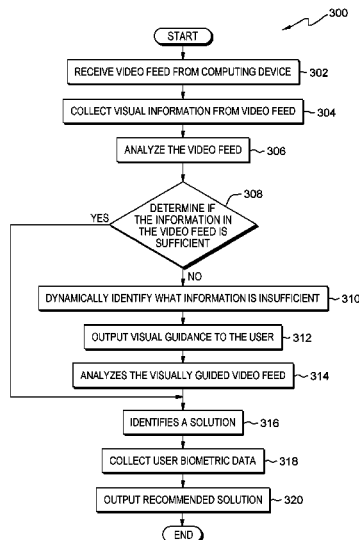 300
START
RECEIVE VIDEO FEED FROM COMPUTING DEVICE
302
COLLECT VISUAL INFORMATION FROM VIDEO FEED
304
ANALYZE THE VIDEO FEED
306
308
DETERMINE IF
THE INFORMATION IN
THE VIDEO FEED IS
SUFFICIENT
YES
NO
DYNAMICALLY IDENTIFY WHAT INFORMATION IS INSUFFICIENT
310
OUTPUT VISUAL GUIDANCE TO THE USER
312
ANALYZES THE VISUALLY GUIDED VIDEO FEED
314
IDENTIFIES A SOLUTION
316
COLLECT USER BIOMETRIC DATA
318
OUTPUT RECOMMENDED SOLUTION
320
END